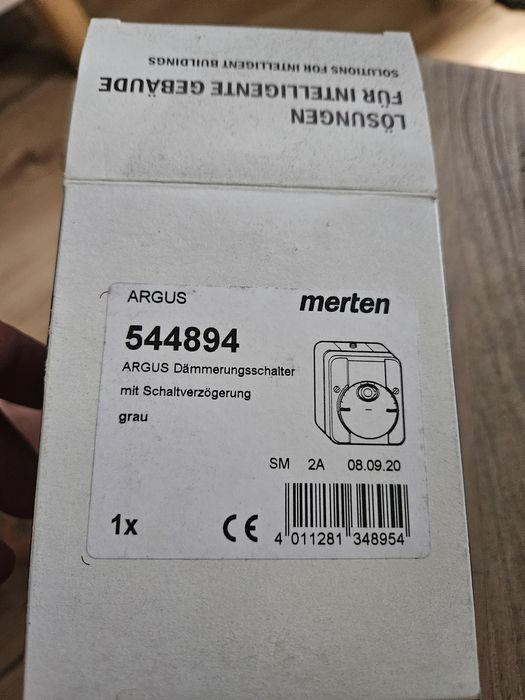 LÖSUNGEN
FÜR INTELLIGENTE GEBÄUDE
SOLUTIONS FOR INTELLIGENT BUILDINGS
ARGUS
merten
544894
ARGUS Dämmerungsschalter
mit Schaltverzögerung
grau
SM 2A 08.09.20
1x
CE
4 011281 348954